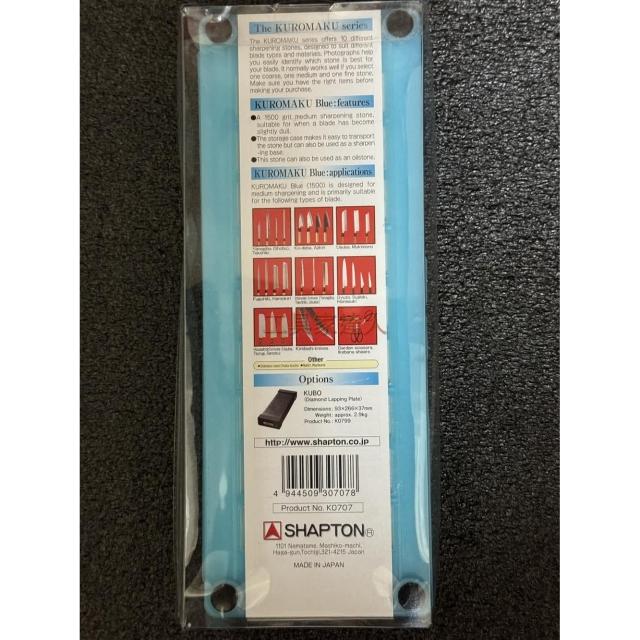 The KUROMAKU series
The KUROMAKU series offers 10 different
sharpening stones, designed to suit different
blade types and materials. Photographs help
you easily identify which stone is best for
your blade. It normally works well if you select
one coarse, one medium and one fine stone.
Make sure you have the right items before
making your purchase.
KUROMAKU Blue:features
●A 1500 grit medium sharpening stone,
suitable for when a blade has become
slightly dull.
●The storage case makes it easy to transport
the stone but can also be used as a sharpen
-ing base.
●This stone can also be used as an oilstone.
KUROMAKU Blue:applications
KUROMAKU Blue (1500) is designed for
medium sharpening and is primarily suitable
for the following types of blade.
Other
Options
KUBO
(Diamond Lapping Plate)
Dimensions: 93×266×37mm
Weight: approx. 2.9kg
Product No.: K0799
http://www.shapton.co.jp
4 944509 307078
Product No. K0707
SHAPTON®
1101 Namatame, Mashiko-machi,
Haga-gun,Tochigi,321-4215 Japan
MADE IN JAPAN